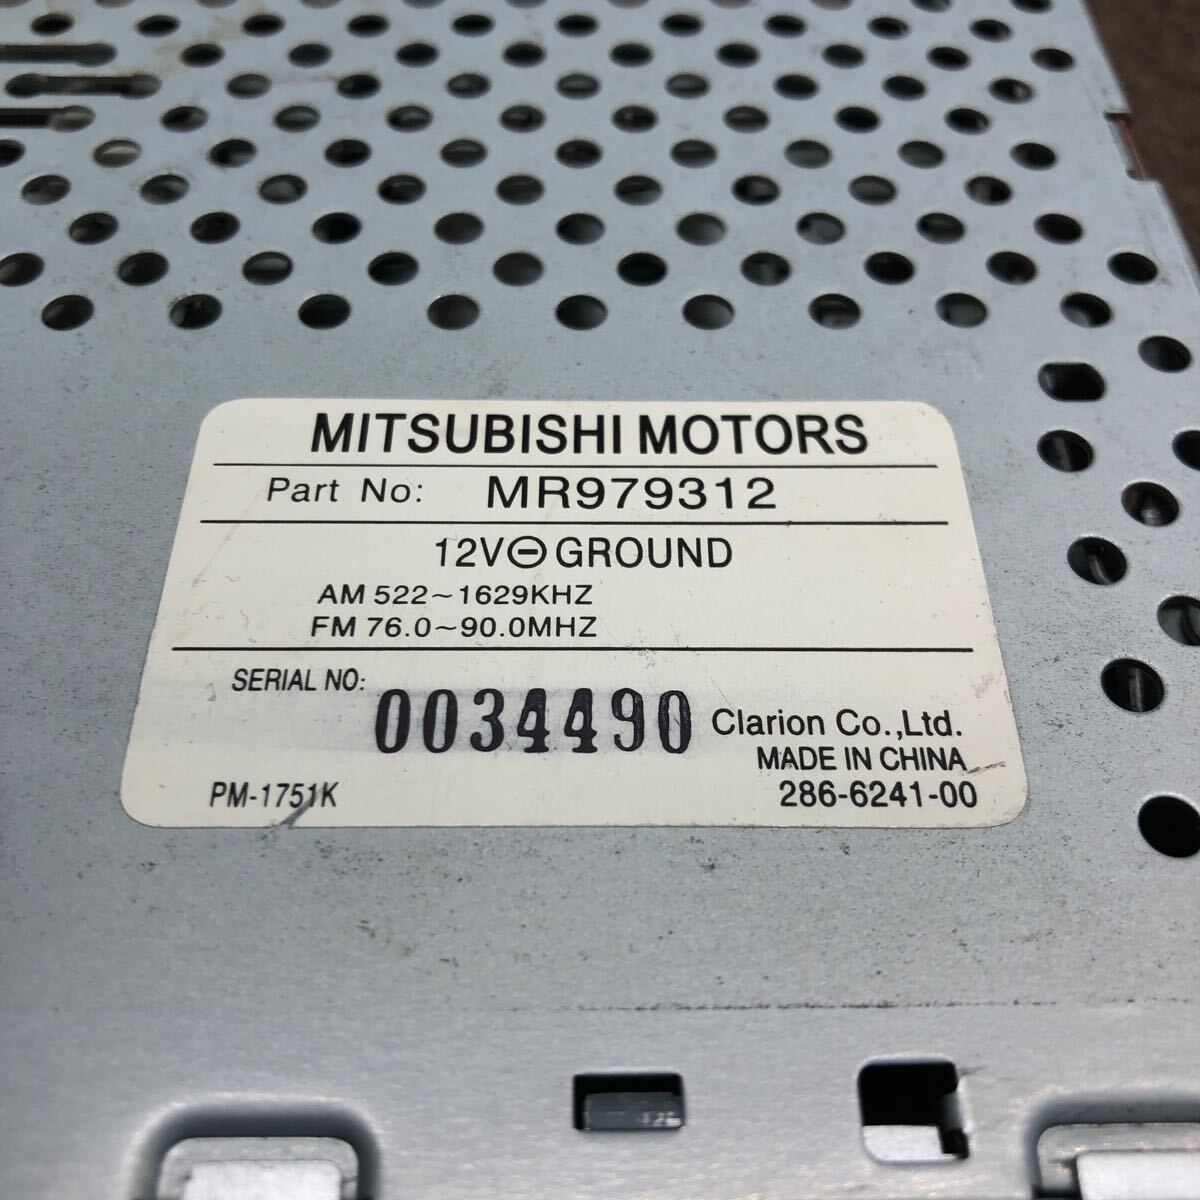 MITSUBISHI MOTORS
Part No: MR979312
12V⊖GROUND
AM 522~1629KHZ
FM 76.0~90.0MHZ
SERIAL NO: 0034490
Clarion Co.,Ltd.
MADE IN CHINA
PM-1751K 286-6241-00